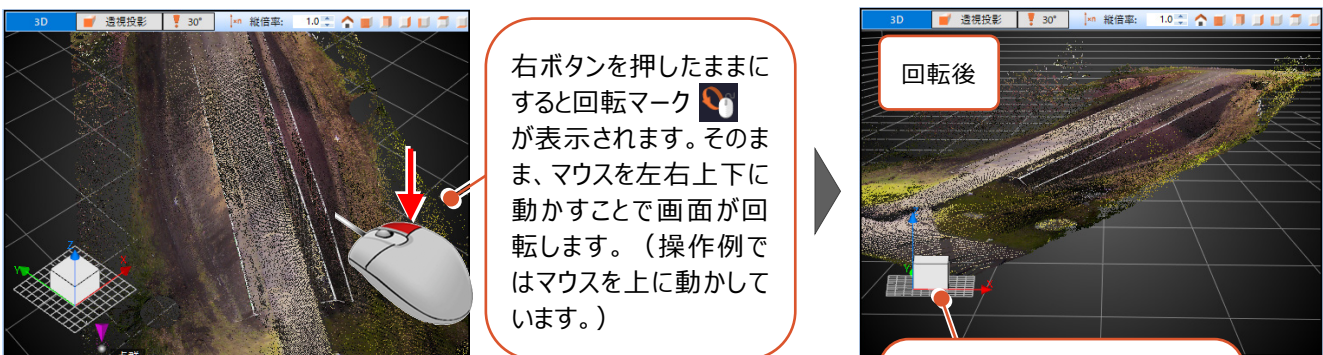 3D 透視投影 30° 縦倍率: 1.0
右ボタンを押したままに
すると回転マーク
が表示されます。そのま
ま、マウスを左右上下に
動かすことで画面が回
転します。（操作例で
はマウスを上に動かして
います。）
3D 透視投影 30° 縦倍率: 1.0
回転後
Z
Y
X